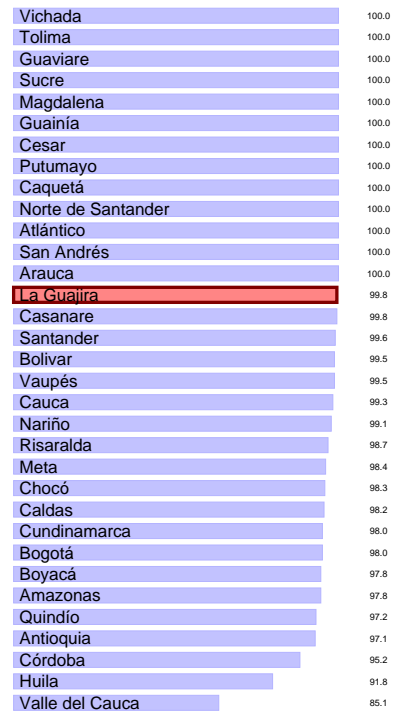 Vichada 100.0
Tolima 100.0
Guaviare 100.0
Sucre 100.0
Magdalena 100.0
Guainía 100.0
Cesar 100.0
Putumayo 100.0
Caquetá 100.0
Norte de Santander 100.0
Atlántico 100.0
San Andrés 100.0
Arauca 100.0
La Guajira 99.8
Casanare 99.8
Santander 99.6
Bolivar 99.5
Vaupés 99.5
Cauca 99.3
Nariño 99.1
Risaralda 98.7
Meta 98.4
Chocó 98.3
Caldas 98.2
Cundinamarca 98.0
Bogotá 98.0
Boyacá 97.8
Amazonas 97.8
Quindío 97.2
Antioquia 97.1
Córdoba 95.2
Huila 91.8
Valle del Cauca 85.1